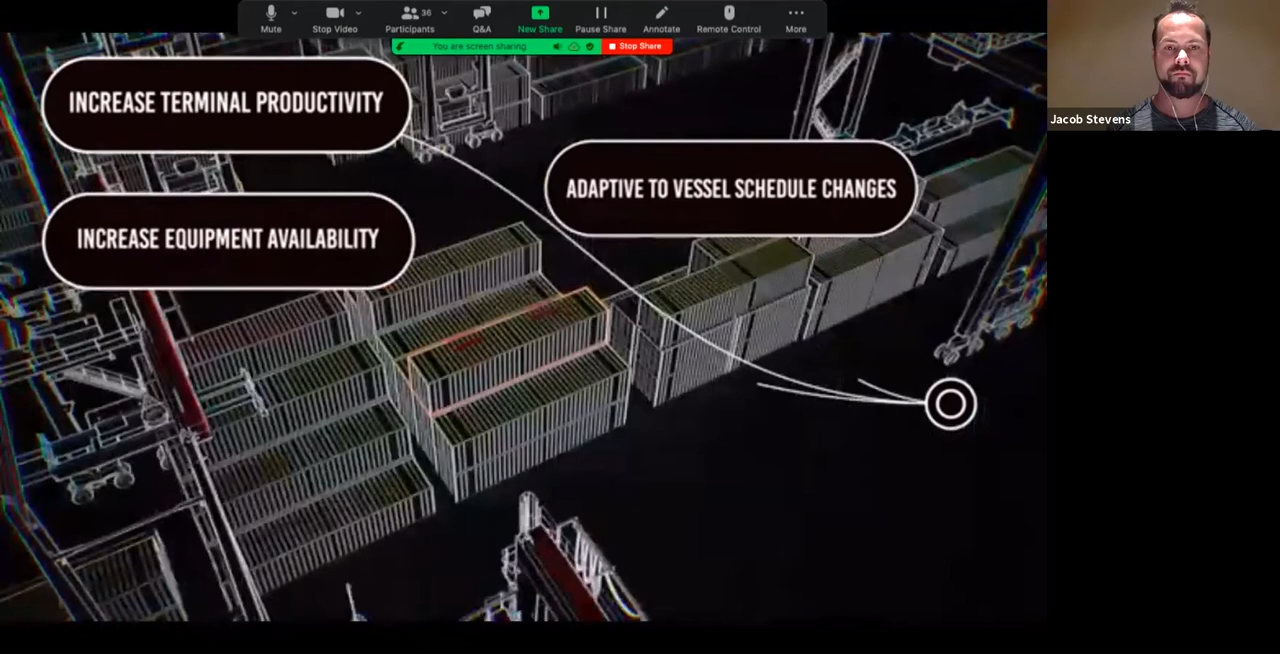 36
Mute
Stop Video
Participants
Q&A
New Share
Pause Share
Annotate
Remote Control
More
You are screen sharing
Stop Share
INCREASE TERMINAL PRODUCTIVITY
ADAPTIVE TO VESSEL SCHEDULE CHANGES
INCREASE EQUIPMENT AVAILABILITY
Jacob Stevens